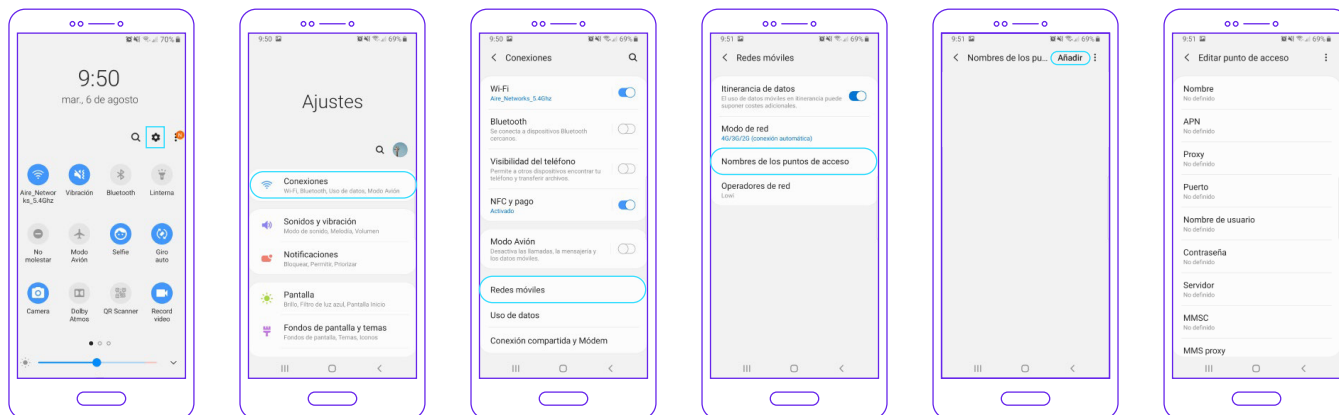 70%
9:50
mar., 6 de agosto
Aire_Networ
ks_5.4Ghz
Vibración
Bluetooth
Linterna
No
molestar
Modo
Avión
Selfie
Giro
auto
Camera
Dolby
Atmos
QR Scanner
Record
video
9:50
69%
Ajustes
Conexiones
Wi-Fi, Bluetooth, Uso de datos, Modo Avión
Sonidos y vibración
Modo de sonido, Melodía, Volumen
Notificaciones
Bloquear, Permitir, Priorizar
Pantalla
Brillo, Filtro de luz azul, Pantalla Inicio
Fondos de pantalla y temas
Fondos de pantalla, Temas, Iconos
9:50
69%
Conexiones
Wi-Fi
Aire_Networks_5.4Ghz
Bluetooth
Se conecta a dispositivos Bluetooth
cercanos.
Visibilidad del teléfono
Permite a otros dispositivos encontrar tu
teléfono y transferir archivos.
NFC y pago
Activado
Modo Avión
Desactiva las llamadas, la mensajería y
los datos móviles.
Redes móviles
Uso de datos
Conexión compartida y Módem
9:51
69%
Redes móviles
Itinerancia de datos
El uso de datos móviles en itinerancia puede
suponer costes adicionales.
Modo de red
4G/3G/2G (conexión automática)
Nombres de los puntos de acceso
Operadores de red
Lowi
9:51
69%
Nombres de los pu... Añadir
9:51
69%
Editar punto de acceso
Nombre
No definido
APN
No definido
Proxy
No definido
Puerto
No definido
Nombre de usuario
No definido
Contraseña
No definido
Servidor
No definido
MMSC
No definido
MMS proxy